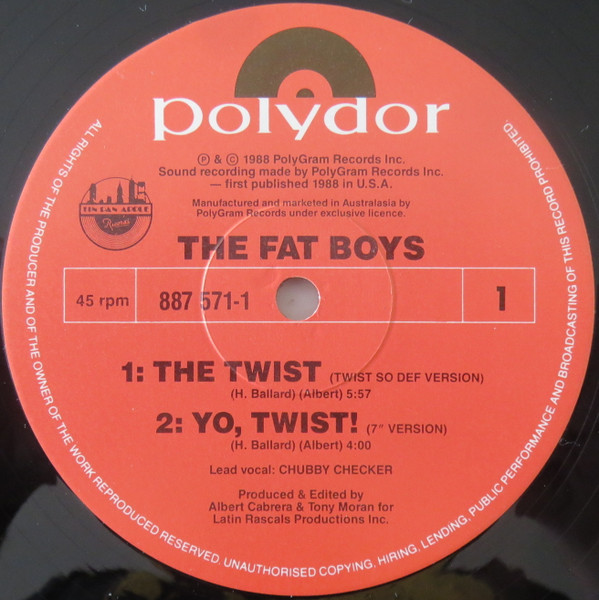 polydor
℗ & © 1988 PolyGram Records Inc.
Sound recording made by PolyGram Records Inc.
— first published 1988 in U.S.A.
Manufactured and marketed in Australasia by
PolyGram Records under exclusive licence.
TIN PAN APPLE
Records
THE FAT BOYS
45 rpm 887 571-1 1
1: THE TWIST (TWIST SO DEF VERSION)
(H. Ballard) (Albert) 5:57
2: YO, TWIST! (7" VERSION)
(H. Ballard) (Albert) 4:00
Lead vocal: CHUBBY CHECKER
Produced & Edited by
Albert Cabrera & Tony Moran for
Latin Rascals Productions Inc.
ALL RIGHTS OF THE PRODUCER AND OF THE OWNER OF THE WORK REPRODUCED RESERVED. UNAUTHORISED COPYING, HIRING, LENDING, PUBLIC PERFORMANCE AND BROADCASTING OF THIS RECORD PROHIBITED.